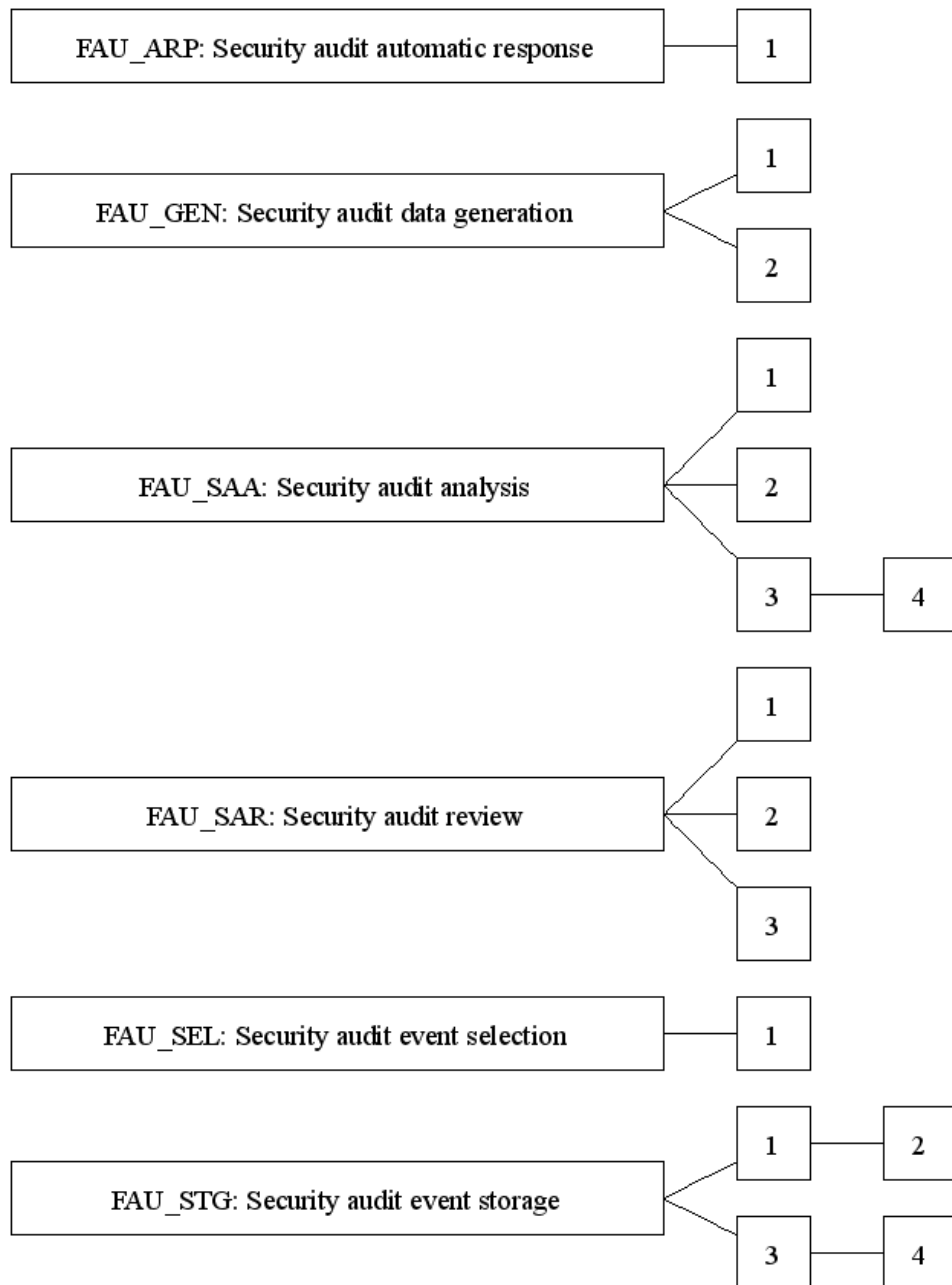 FAU_ARP: Security audit automatic response
1
FAU_GEN: Security audit data generation
1
2
FAU_SAA: Security audit analysis
1
2
3
4
FAU_SAR: Security audit review
1
2
3
FAU_SEL: Security audit event selection
1
FAU_STG: Security audit event storage
1
2
3
4